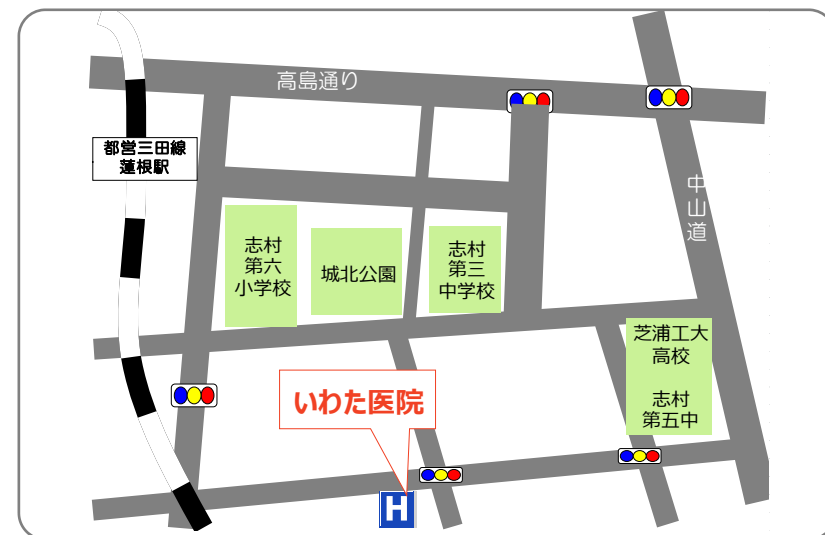 高島通り
都営三田線
蓮根駅
中山道
志村
第六
小学校
城北公園
志村
第三
中学校
芝浦工大
高校
志村
第五中
いわた医院
H